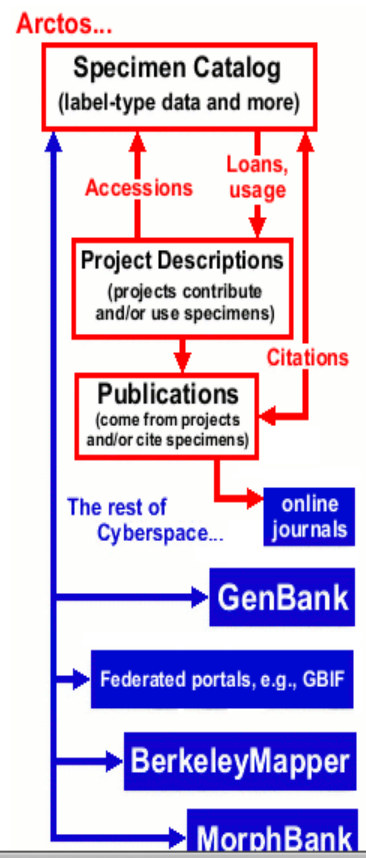 Arctos...
Specimen Catalog
(label-type data and more)
Accessions
Loans,
usage
Project Descriptions
(projects contribute
and/or use specimens)
Citations
Publications
(come from projects
and/or cite specimens)
The rest of
Cyberspace...
online
journals
GenBank
Federated portals, e.g., GBIF
BerkeleyMapper
MorphBank